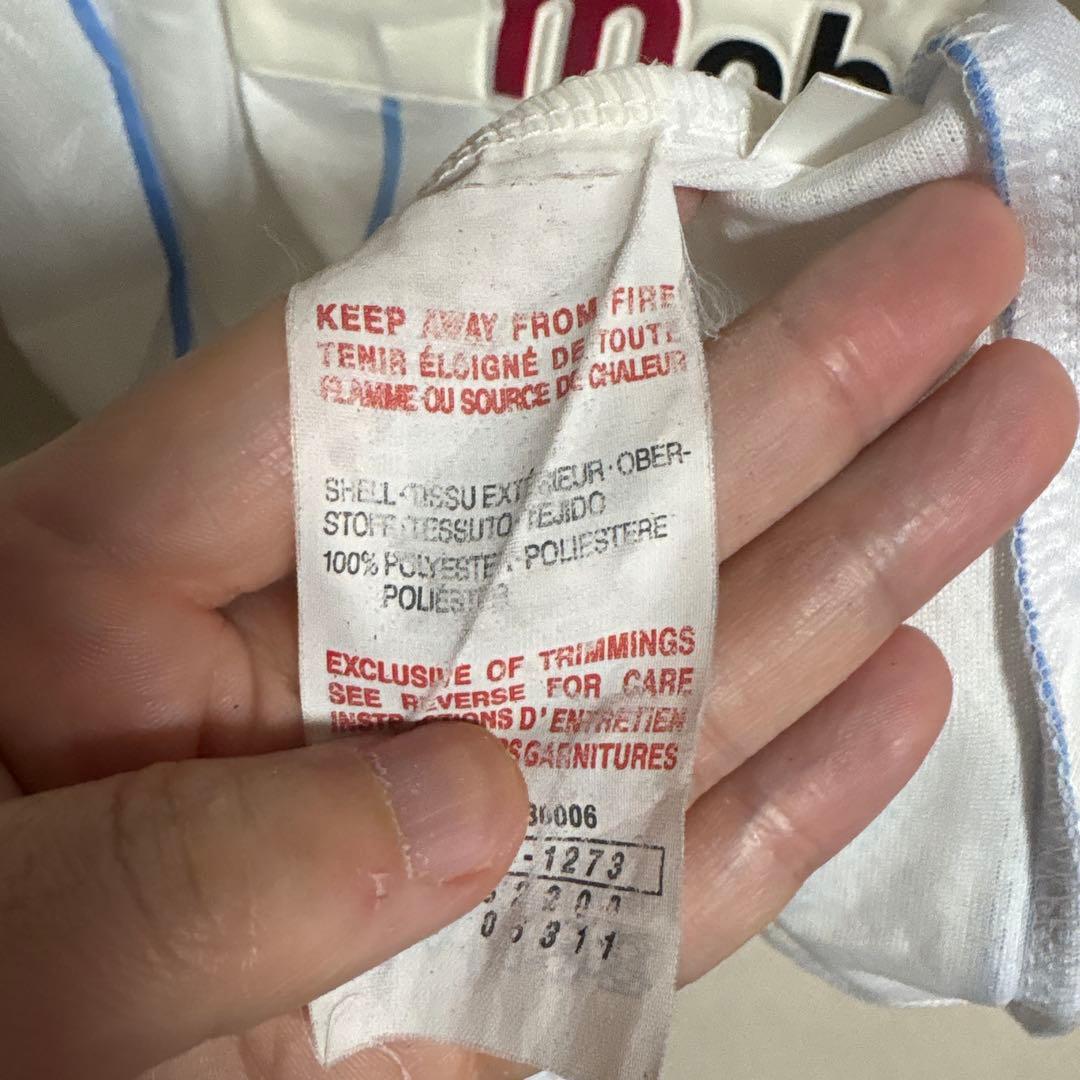 mob
KEEP AWAY FROM FIRE
TENIR ÉLOIGNÉ DE TOUTE
FLAMME OU SOURCE DE CHALEUR
SHELL·TISSU EXTÉRIEUR·OBER-
STOFF·TESSUTO·TEJIDO
100% POLYESTER·POLIESTERE
POLIÉSTER
EXCLUSIVE OF TRIMMINGS
SEE REVERSE FOR CARE
INSTRUCTIONS D'ENTRETIEN
GARNITURES
-1273